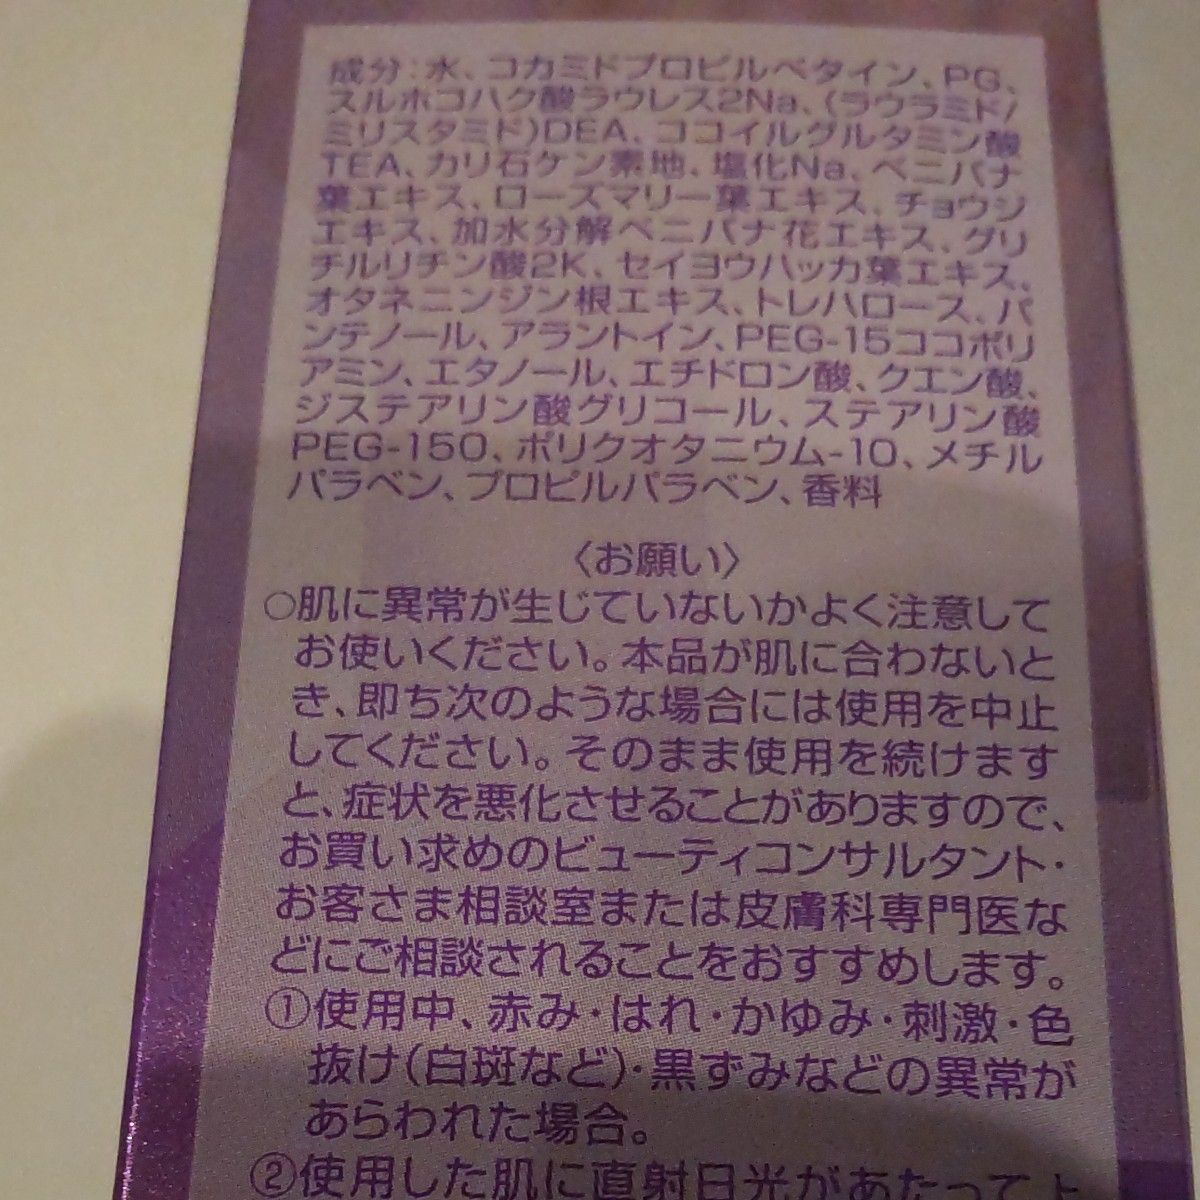 成分:水、コカミドプロピルベタイン、PG、
スルホコハク酸ラウレス2Na、(ラウラミド/
ミリスタミド)DEA、ココイルグルタミン酸
TEA、カリ石ケン素地、塩化Na、ベニバナ
葉エキス、ローズマリー葉エキス、チョウジ
エキス、加水分解ベニバナ花エキス、グリ
チルリチン酸2K、セイヨウハッカ葉エキス、
オタネニンジン根エキス、トレハロース、パ
ンテノール、アラントイン、PEG-15ココポリ
アミン、エタノール、エチドロン酸、クエン酸、
ジステアリン酸グリコール、ステアリン酸
PEG-150、ポリクオタニウム-10、メチル
パラベン、プロピルパラベン、香料
〈お願い〉
○肌に異常が生じていないかよく注意して
お使いください。本品が肌に合わないと
き、即ち次のような場合には使用を中止
してください。そのまま使用を続けます
と、症状を悪化させることがありますので、
お買い求めのビューティコンサルタント・
お客さま相談室または皮膚科専門医な
どにご相談されることをおすすめします。
①使用中、赤み・はれ・かゆみ・刺激・色
抜け(白斑など)・黒ずみなどの異常が
あらわれた場合。
②使用した肌に直射日光があたってよ